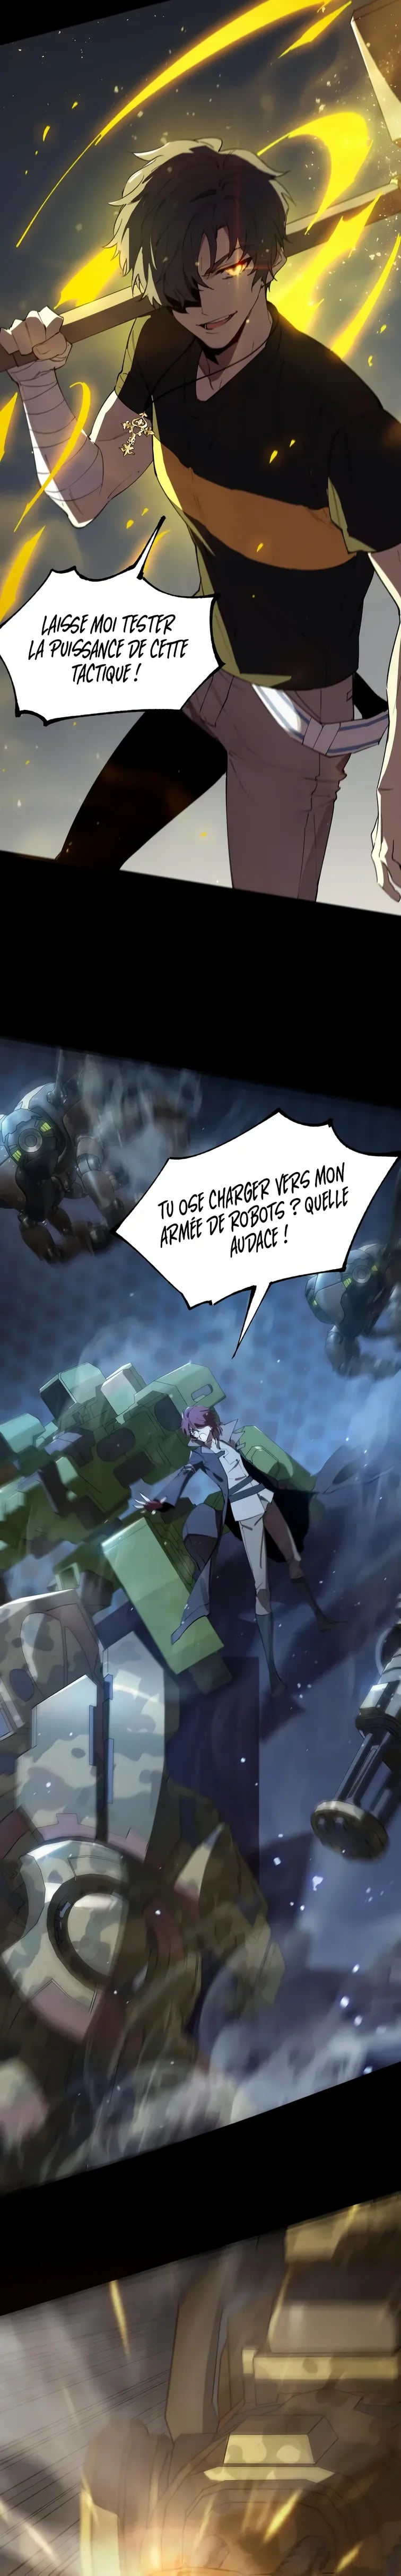 LAISSE MOI TESTER
LA PUISSANCE DE CETTE
TACTIQUE !
TU OSE CHARGER VERS MON
ARMÉE DE ROBOTS ? QUELLE
AUDACE !